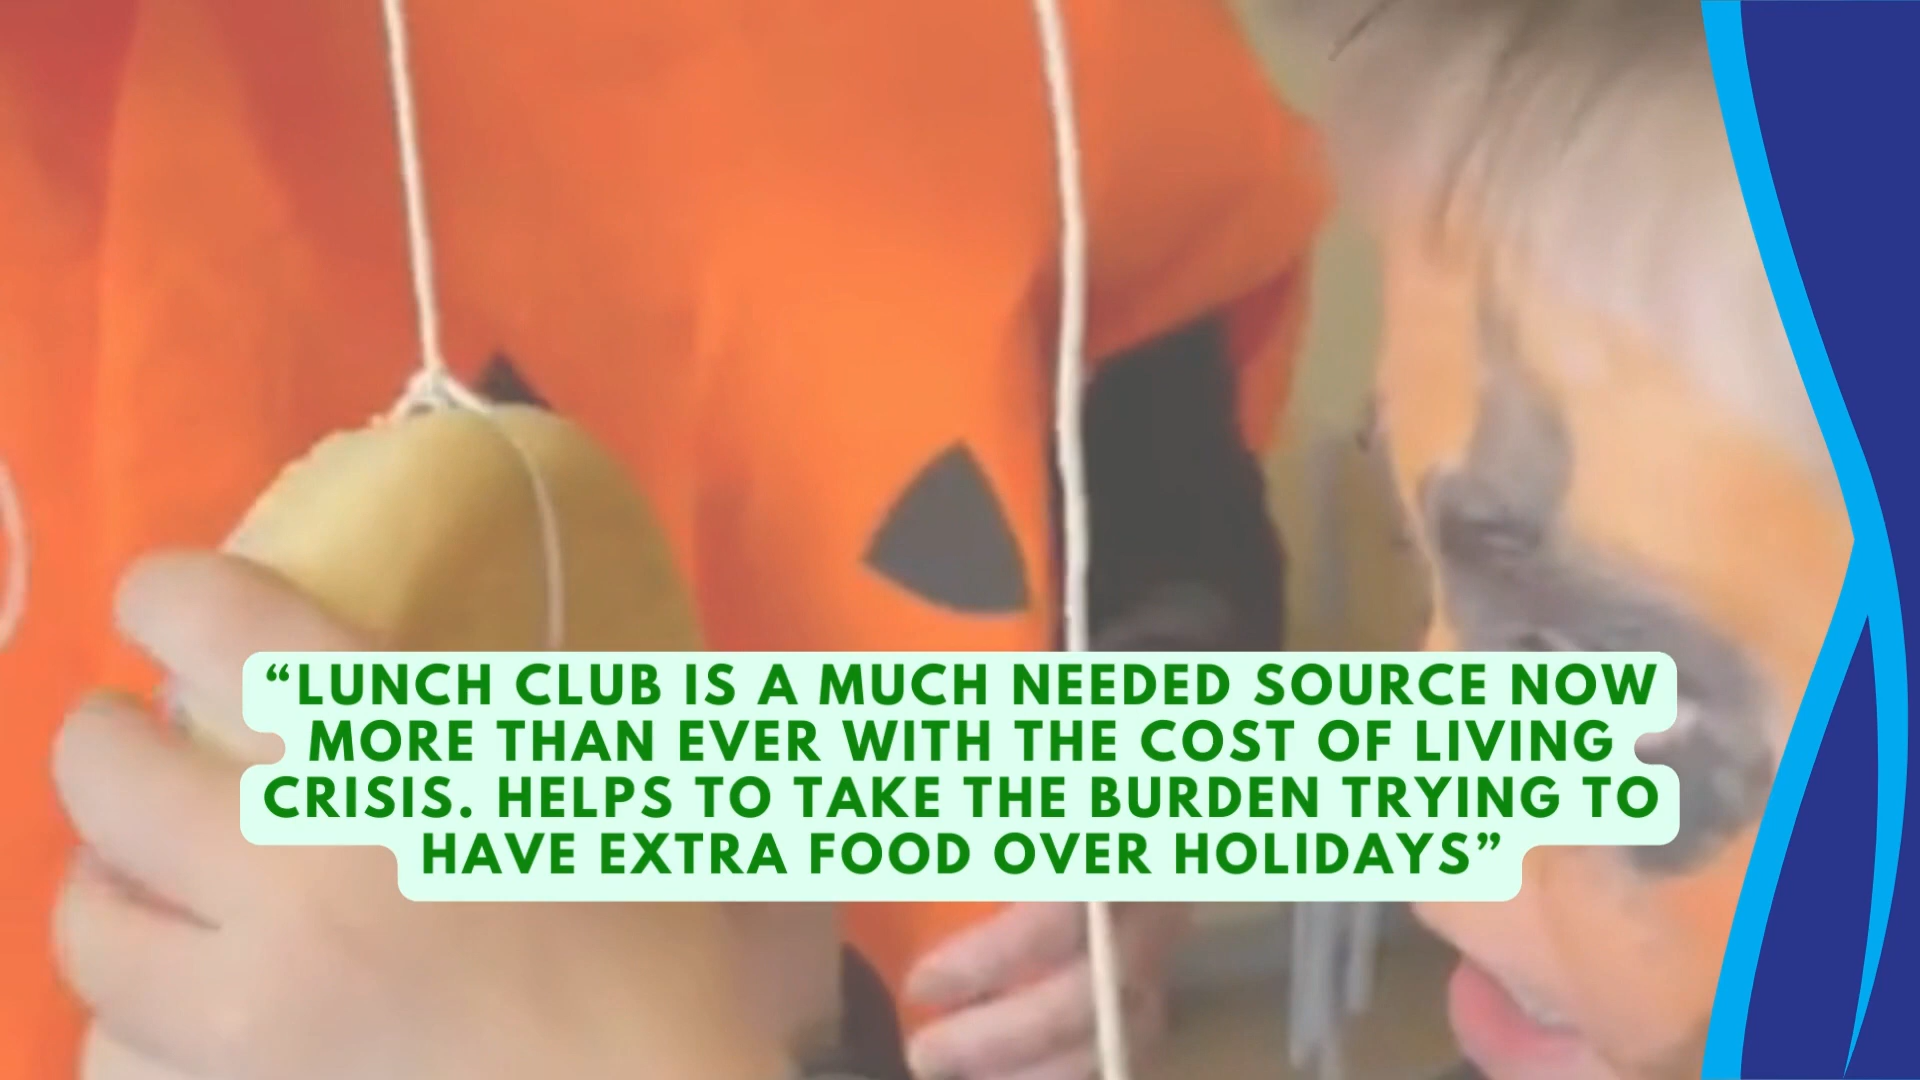 “LUNCH CLUB IS A MUCH NEEDED SOURCE NOW
MORE THAN EVER WITH THE COST OF LIVING
CRISIS. HELPS TO TAKE THE BURDEN TRYING TO
HAVE EXTRA FOOD OVER HOLIDAYS”